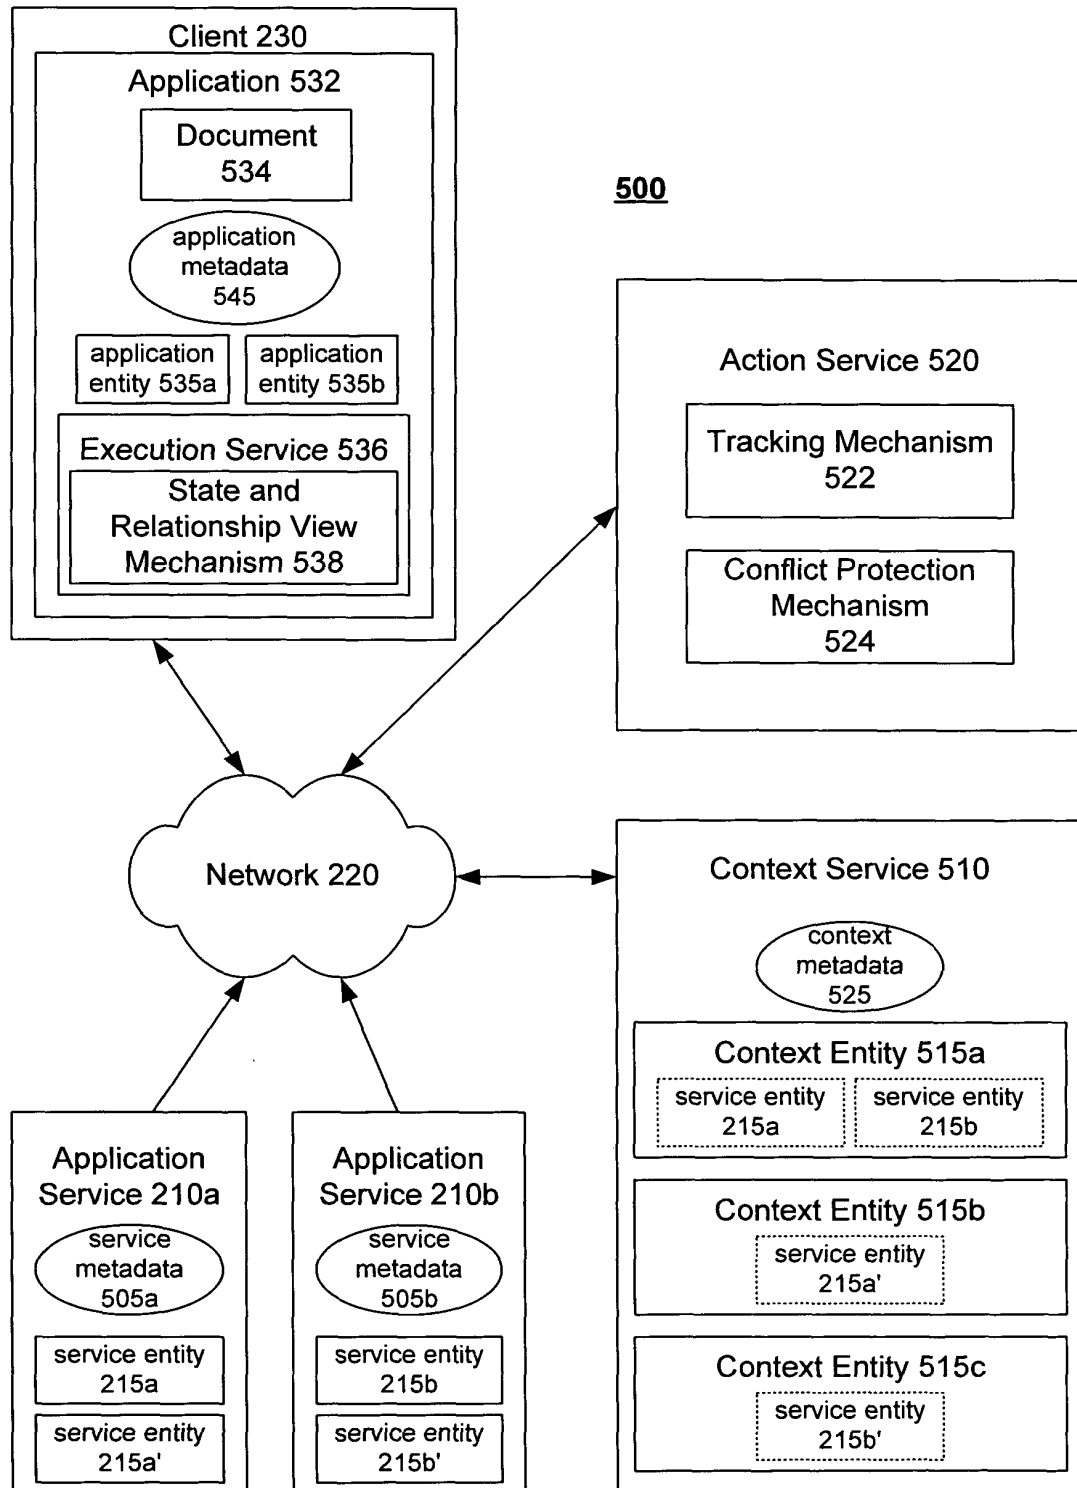 Client 230
Application 532
Document
534
application
metadata
545
application
entity 535a
application
entity 535b
Execution Service 536
State and
Relationship View
Mechanism 538
500
Action Service 520
Tracking Mechanism
522
Conflict Protection
Mechanism
524
Network 220
Context Service 510
context
metadata
525
Context Entity 515a
service entity
215a
service entity
215b
Context Entity 515b
service entity
215a'
Context Entity 515c
service entity
215b'
Application
Service 210a
service
metadata
505a
service entity
215a
service entity
215a'
Application
Service 210b
service
metadata
505b
service entity
215b
service entity
215b'